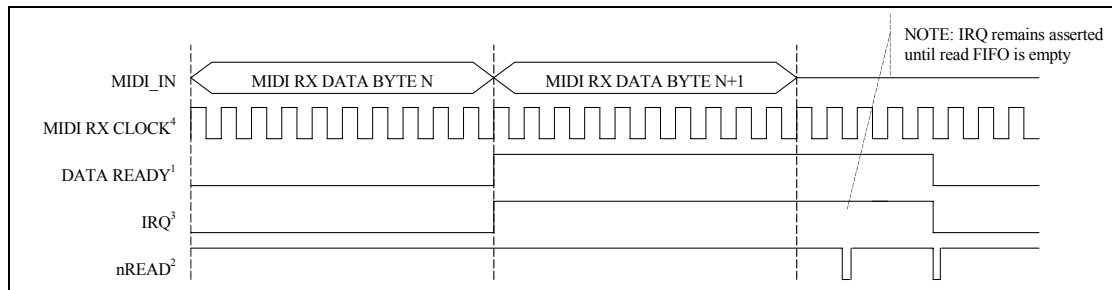 NOTE: IRQ remains asserted
until read FIFO is empty
MIDI_IN
MIDI RX DATA BYTE N
MIDI RX DATA BYTE N+1
MIDI RX CLOCK⁴
DATA READY¹
IRQ³
nREAD²